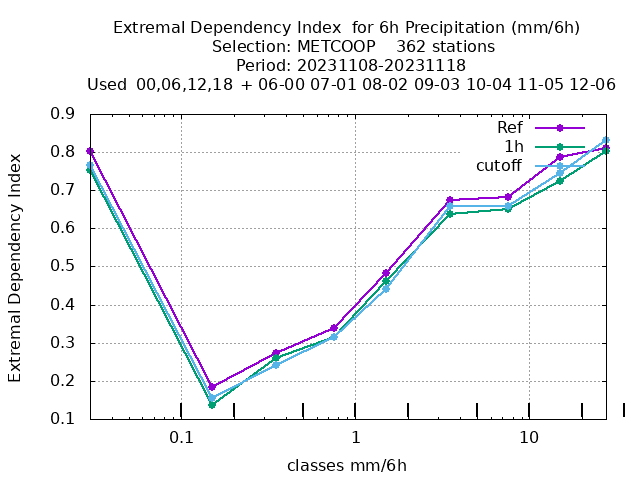 Extremal Dependency Index  for 6h Precipitation (mm/6h)
Selection: METCOOP    362 stations
Period: 20231108-20231118
Used  00,06,12,18  + 06-00 07-01 08-02 09-03 10-04 11-05 12-06
0.9
0.8
0.7
0.6
0.5
0.4
0.3
0.2
0.1
Extremal Dependency Index
Ref
1h
cutoff
0.1
1
10
classes mm/6h